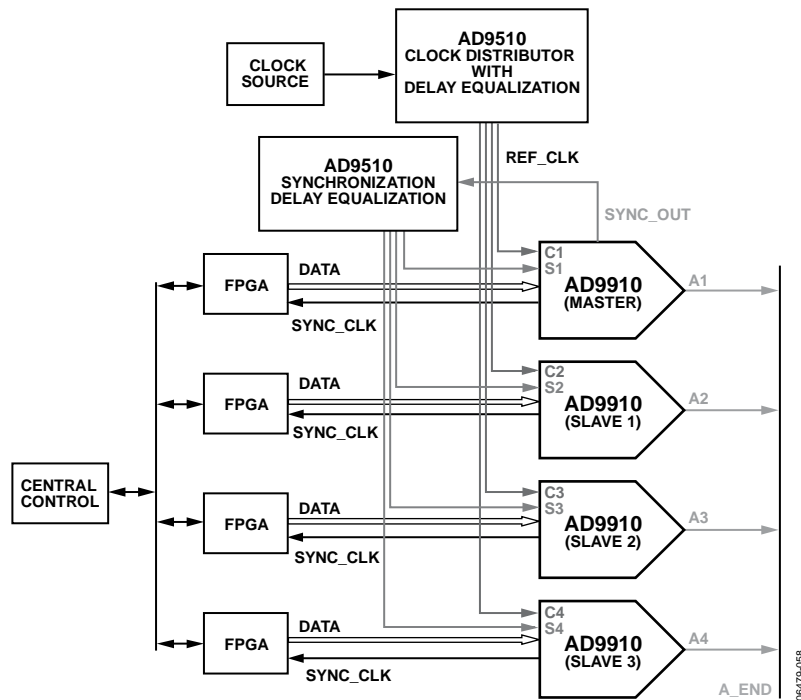 AD9510
CLOCK DISTRIBUTOR
WITH
DELAY EQUALIZATION
CLOCK
SOURCE
REF_CLK
AD9510
SYNCHRONIZATION
DELAY EQUALIZATION
SYNC_OUT
C1
S1
FPGA
DATA
SYNC_CLK
AD9910
(MASTER)
A1
C2
S2
FPGA
DATA
SYNC_CLK
AD9910
(SLAVE 1)
A2
CENTRAL
CONTROL
C3
S3
FPGA
DATA
SYNC_CLK
AD9910
(SLAVE 2)
A3
C4
S4
FPGA
DATA
SYNC_CLK
AD9910
(SLAVE 3)
A4
A_END
06479-058